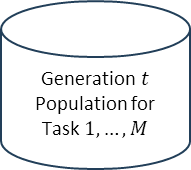 Generation t
Population for
Task 1, ..., M